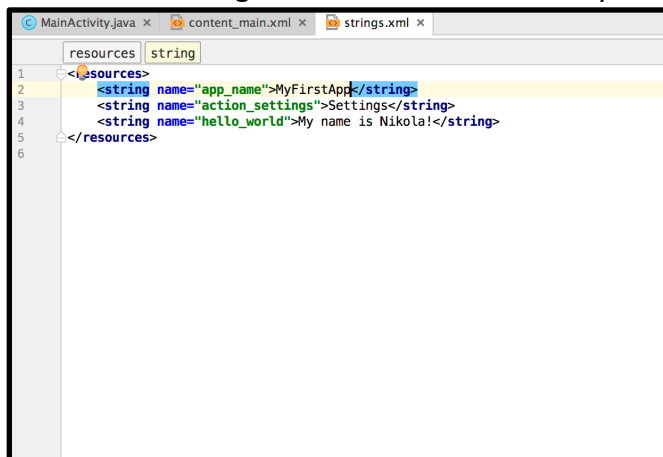 MainActivity.java × content_main.xml × strings.xml ×
resources string
1 <resources>
2 <string name="app_name">MyFirstApp</string>
3 <string name="action_settings">Settings</string>
4 <string name="hello_world">My name is Nikola!</string>
5 </resources>
6